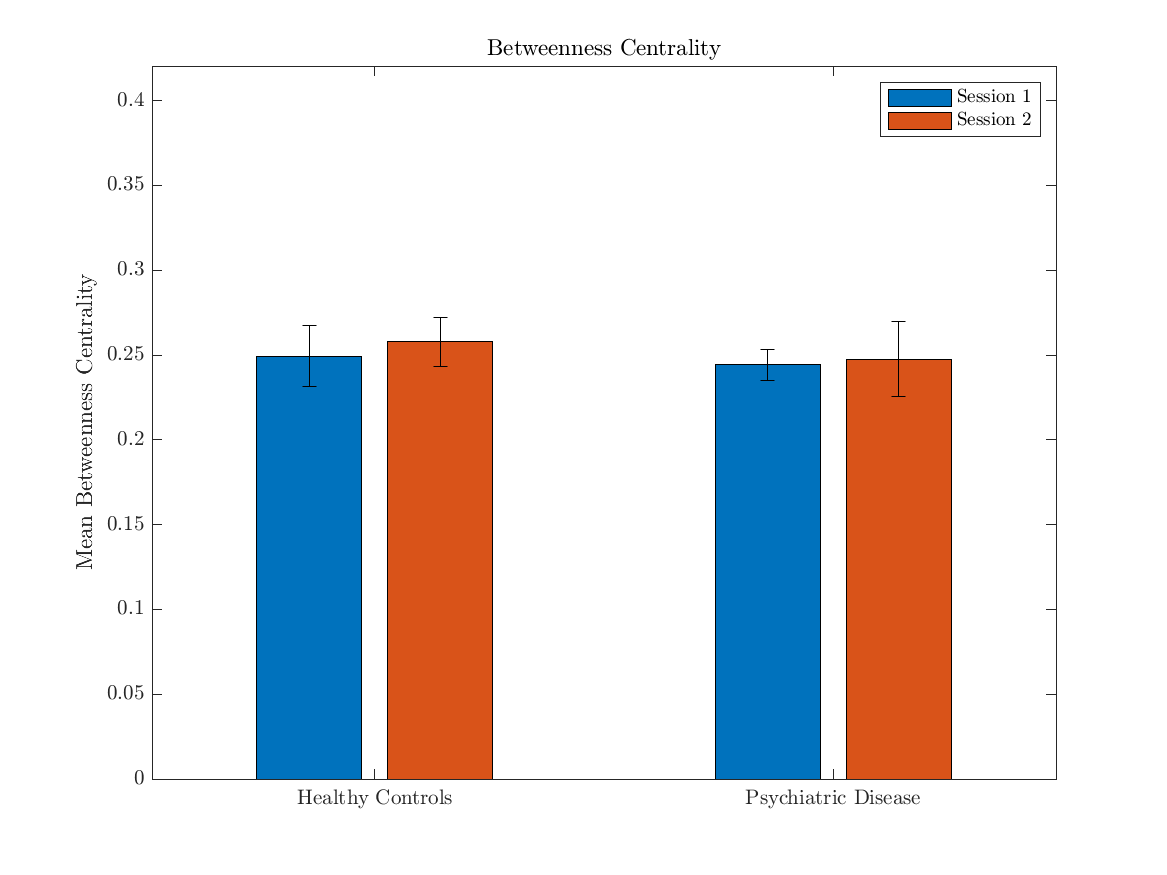 Betweenness Centrality
Session 1
Session 2
0.4
0.35
0.3
0.25
0.2
0.15
0.1
0.05
0
Mean Betweenness Centrality
Healthy Controls
Psychiatric Disease